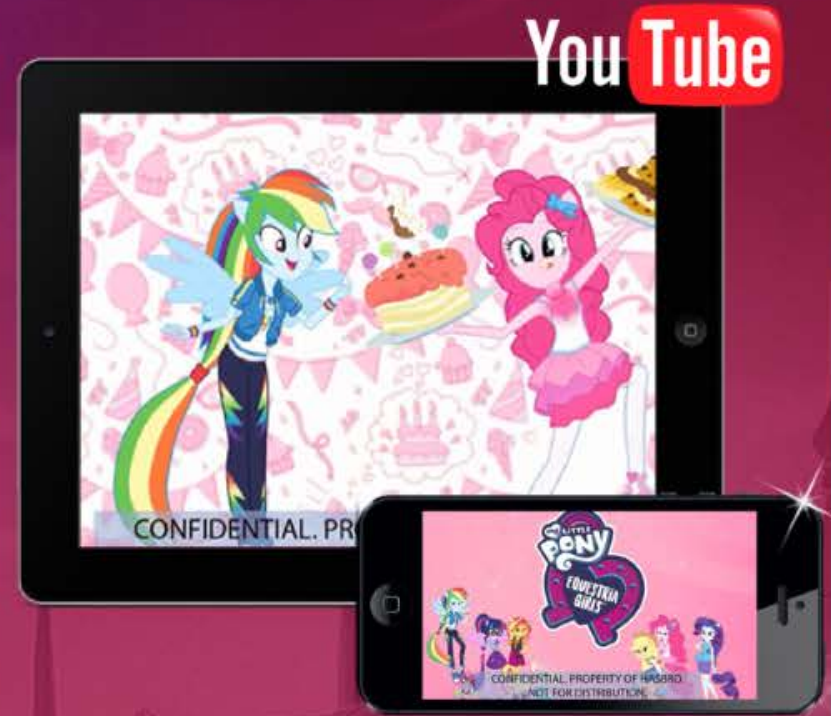 YouTube
CONFIDENTIAL. PR
MY LITTLE
PONY
EQUESTRIA
GIRLS
CONFIDENTIAL. PROPERTY OF HASBRO.
NOT FOR DISTRIBUTION.